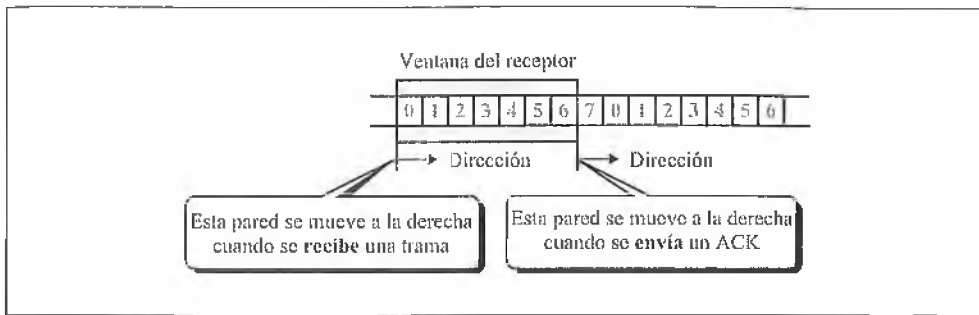 Ventana del receptor
0 1 2 3 4 5 6 7 0 1 2 3 4 5 6
Dirección Dirección
Esta pared se mueve a la derecha
cuando se recibe una trama
Esta pared se mueve a la derecha
cuando se envía un ACK